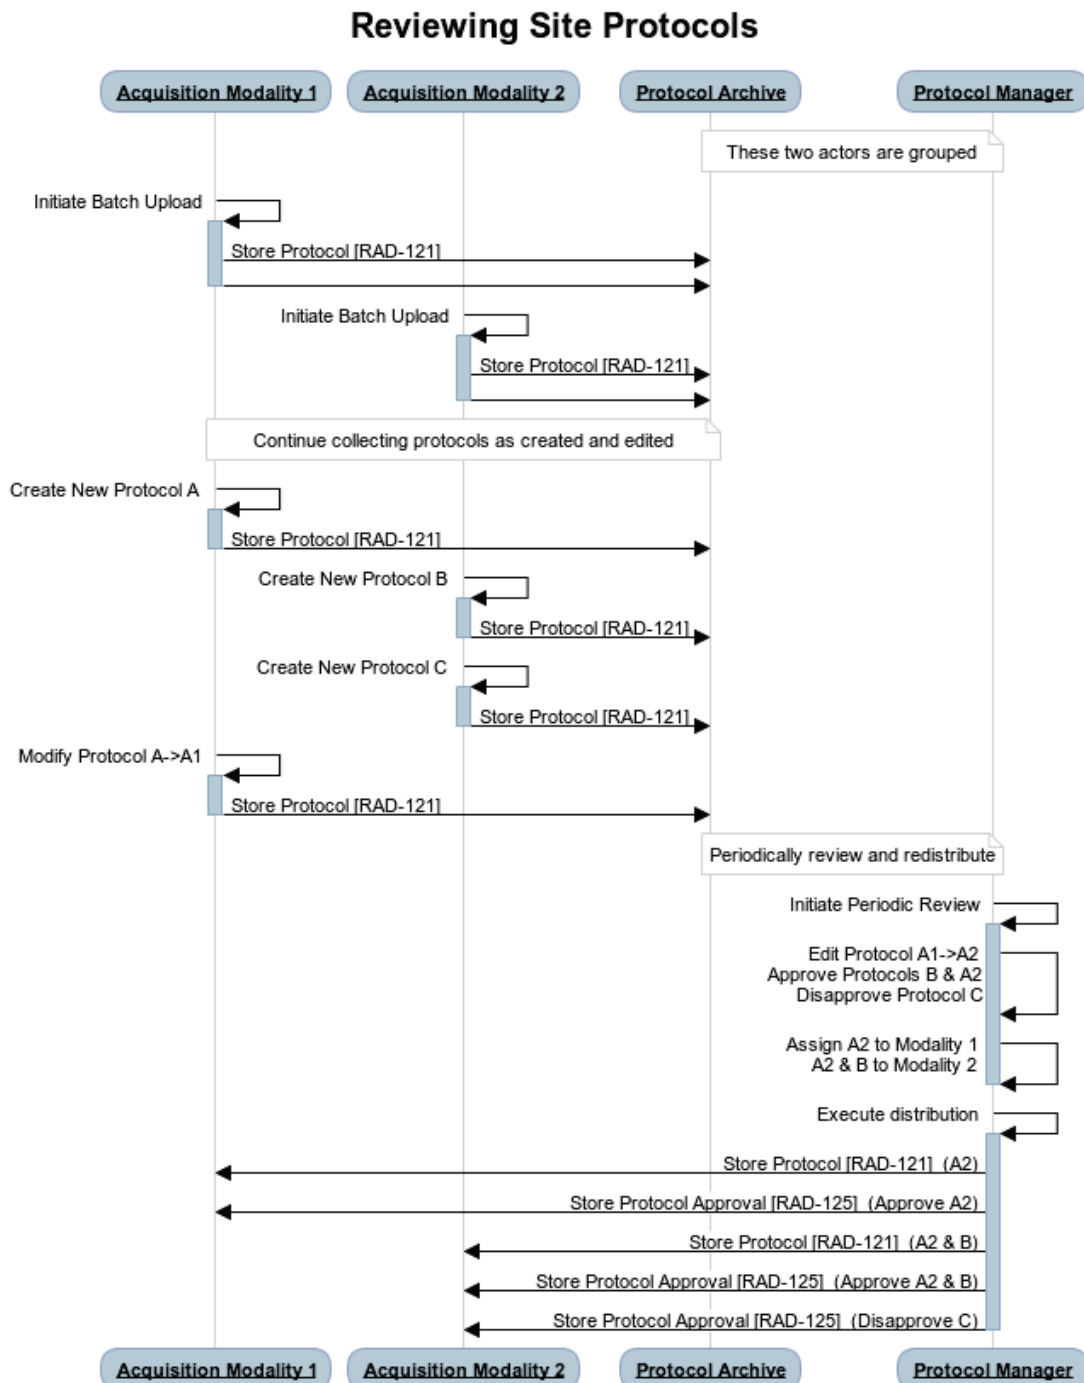 Reviewing Site Protocols
Acquisition Modality 1
Acquisition Modality 2
Protocol Archive
Protocol Manager
These two actors are grouped
Initiate Batch Upload
Store Protocol [RAD-121]
Initiate Batch Upload
Store Protocol [RAD-121]
Continue collecting protocols as created and edited
Create New Protocol A
Store Protocol [RAD-121]
Create New Protocol B
Store Protocol [RAD-121]
Create New Protocol C
Store Protocol [RAD-121]
Modify Protocol A->A1
Store Protocol [RAD-121]
Periodically review and redistribute
Initiate Periodic Review
Edit Protocol A1->A2
Approve Protocols B & A2
Disapprove Protocol C
Assign A2 to Modality 1
A2 & B to Modality 2
Execute distribution
Store Protocol [RAD-121] (A2)
Store Protocol Approval [RAD-125] (Approve A2)
Store Protocol [RAD-121] (A2 & B)
Store Protocol Approval [RAD-125] (Approve A2 & B)
Store Protocol Approval [RAD-125] (Disapprove C)
Acquisition Modality 1
Acquisition Modality 2
Protocol Archive
Protocol Manager